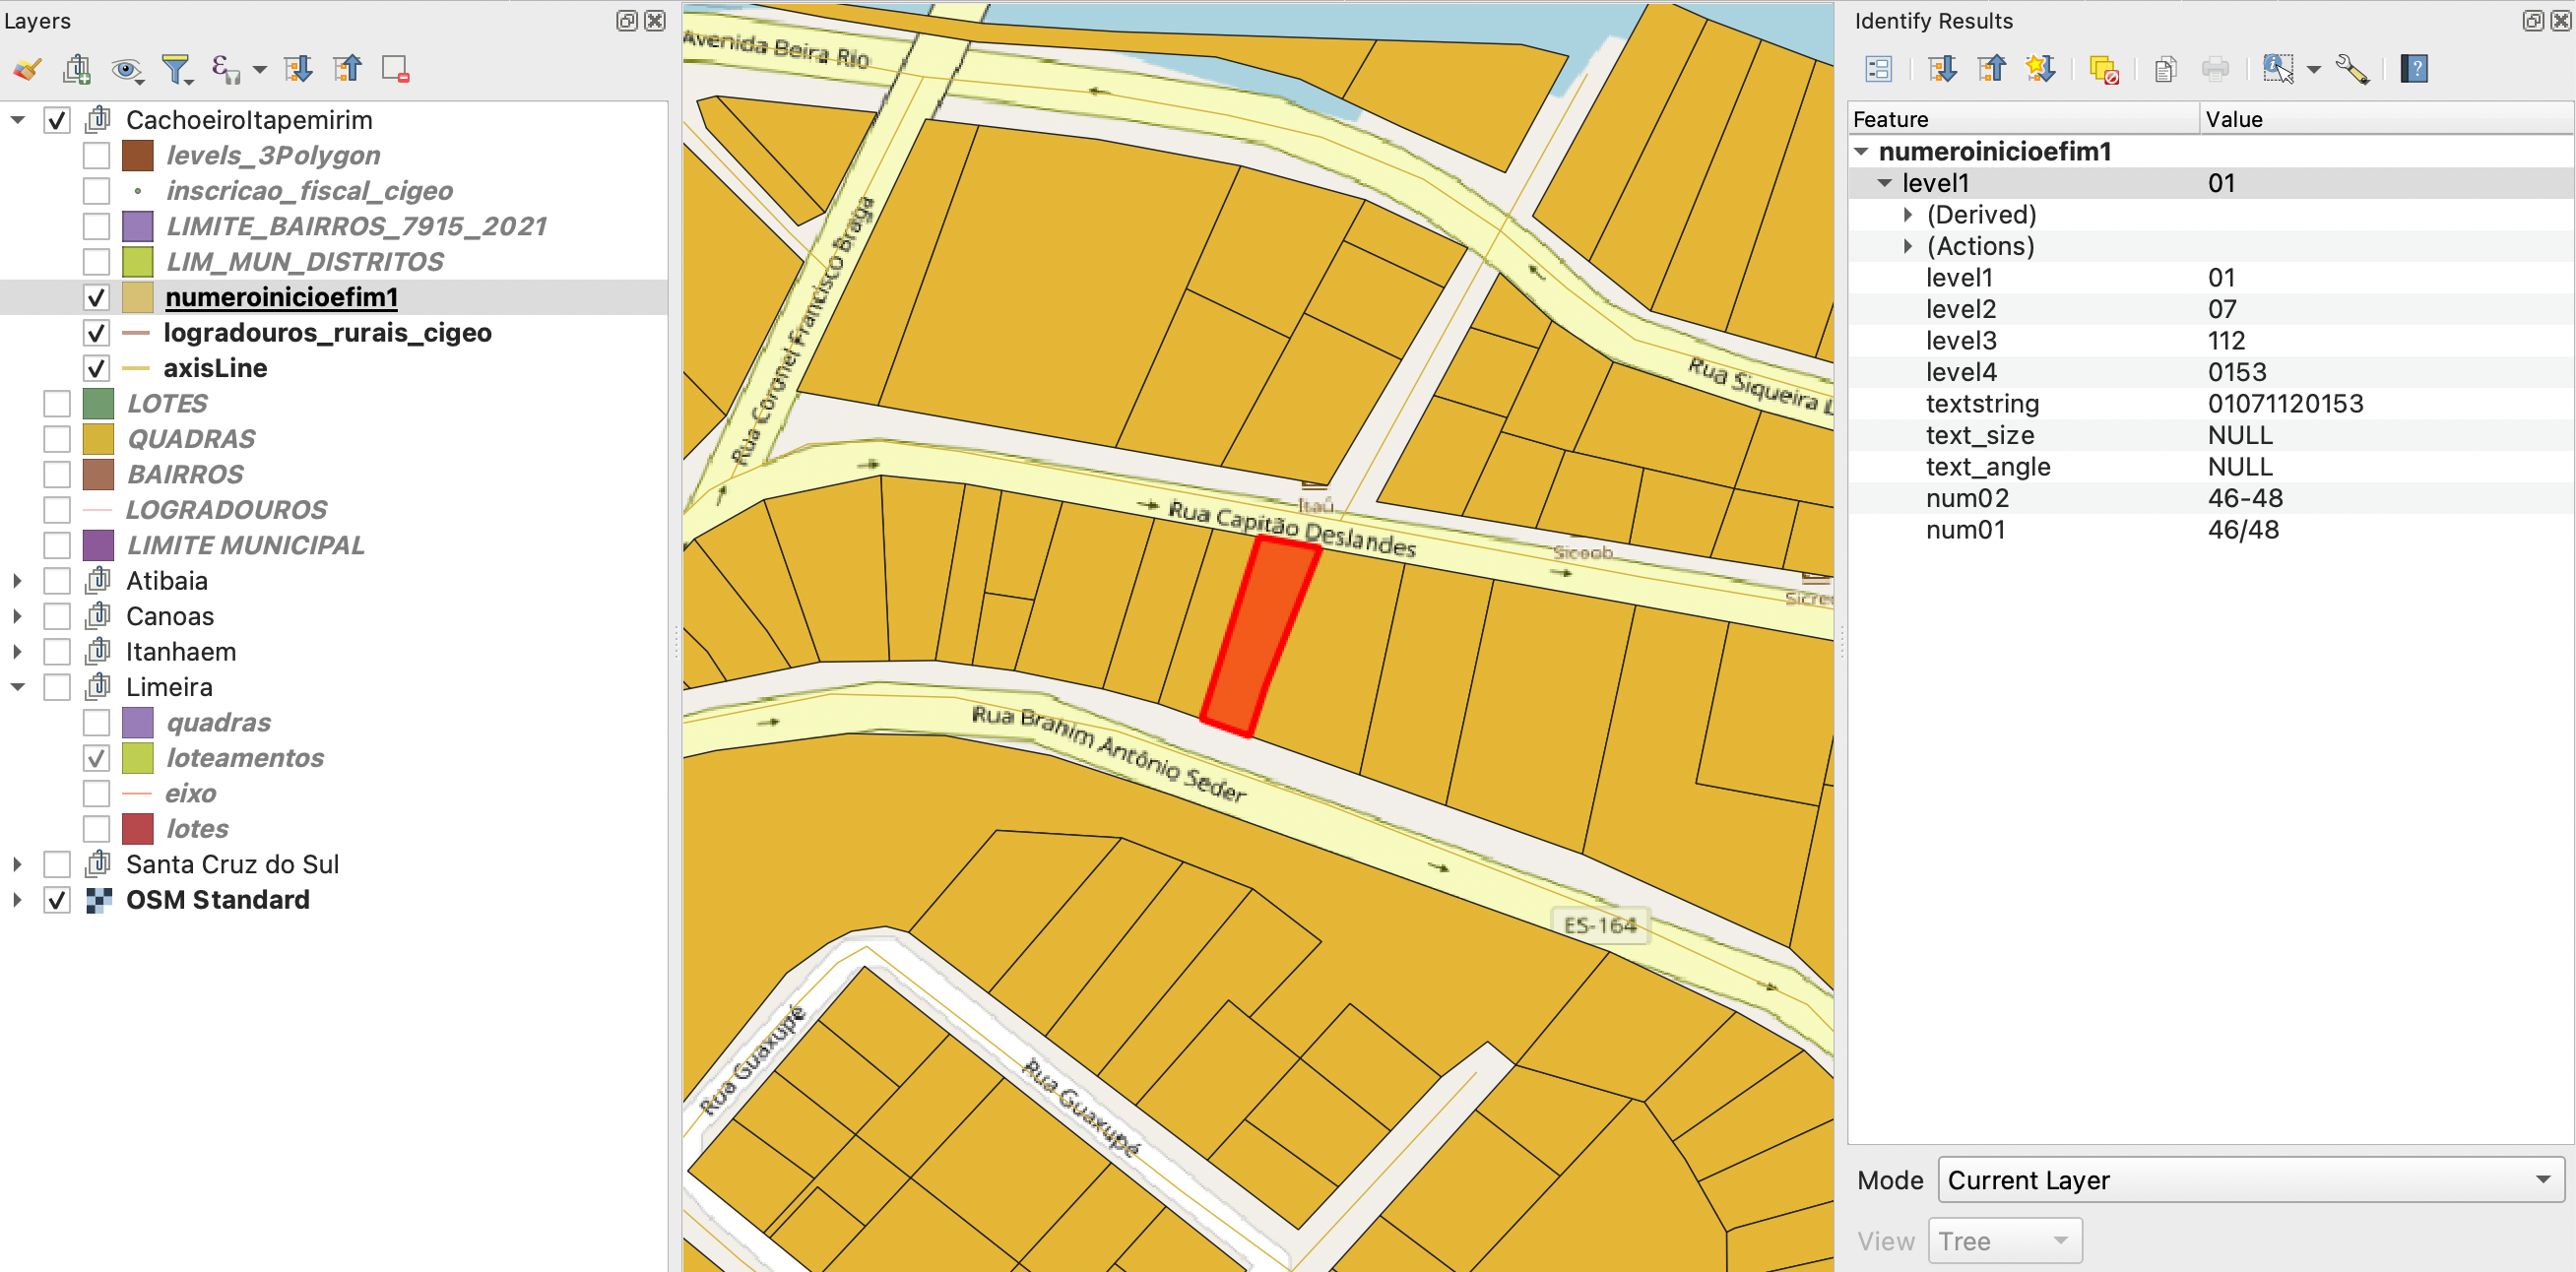 Layers
CachoeiroItapemirim
levels_3Polygon
inscricao_fiscal_cigeo
LIMITE_BAIRROS_7915_2021
LIM_MUN_DISTRITOS
numeroinicioefim1
logradouros_rurais_cigeo
axisLine
LOTES
QUADRAS
BAIRROS
LOGRADOUROS
LIMITE MUNICIPAL
Atibaia
Canoas
Itanhaem
Limeira
quadras
loteamentos
eixo
lotes
Santa Cruz do Sul
OSM Standard
Avenida Beira Rio
Rua Coronel Francisco Braga
Rua Siqueira L
Itaú
Rua Capitão Deslandes
Sicoob
Sicre
Rua Brahim Antônio Seder
ES-164
Rua Guaxupé
Rua Guaxupé
Identify Results
Feature Value
numeroinicioefim1
level1 01
(Derived)
(Actions)
level1 01
level2 07
level3 112
level4 0153
textstring 01071120153
text_size NULL
text_angle NULL
num02 46-48
num01 46/48
Mode Current Layer
View Tree